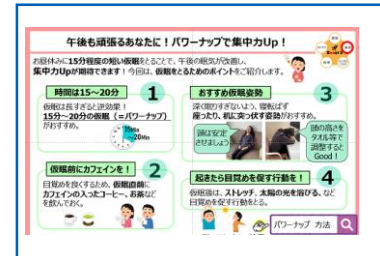 午後も頑張るあなたに！パワーナップで集中力Up！
お昼休みに15分程度の短い仮眠をとることで、午後の眠気が改善し、
集中力Upが期待できます！今回は、仮眠をとるためのポイントをご紹介します。
時間は15～20分
1
仮眠は長すぎると逆効果！
15～20分の仮眠（=パワーナップ）
がおすすめ。
15Min
~20Min
仮眠前にカフェインを！
2
目覚めを良くするため、仮眠直前に
カフェインの入ったコーヒー、お茶など
を飲んでおく。
おすすめ仮眠姿勢
3
深く眠りすぎないよう、寝転ばず
座ったり、机に突っ伏す姿勢がおすすめ。
頭は安定
させましょう
頭の高さを
タオル等で
調整すると
Good！
起きたら目覚めを促す行動を！
4
仮眠後は、ストレッチ、太陽の光を浴びる、など
目覚めを促す行動をとる。
パワーナップ 方法